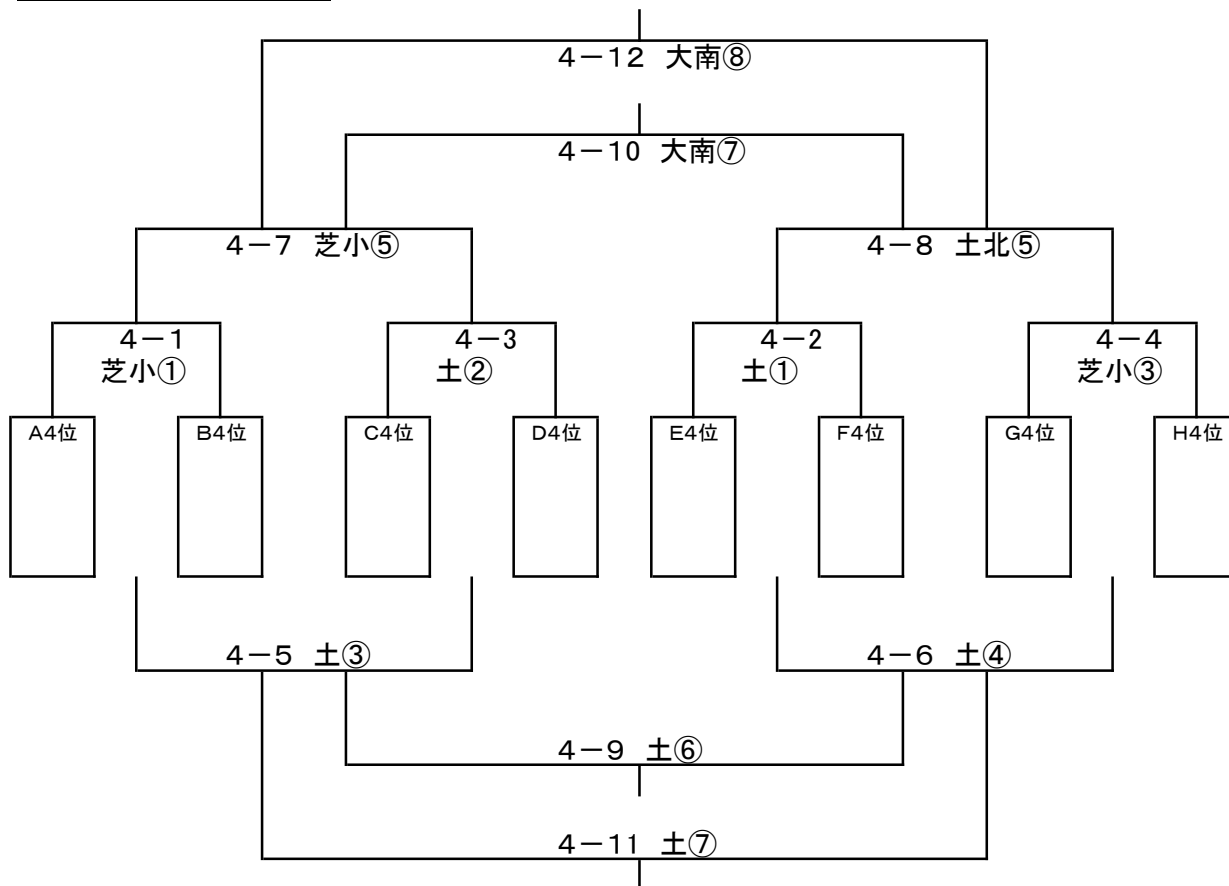 4－12 大南⑧
4－10 大南⑦
4－7 芝小⑤
4－8 土北⑤
4－1
芝小①
4－3
土②
4－2
土①
4－4
芝小③
A4位
B4位
C4位
D4位
E4位
F4位
G4位
H4位
4－5 土③
4－6 土④
4－9 土⑥
4－11 土⑦